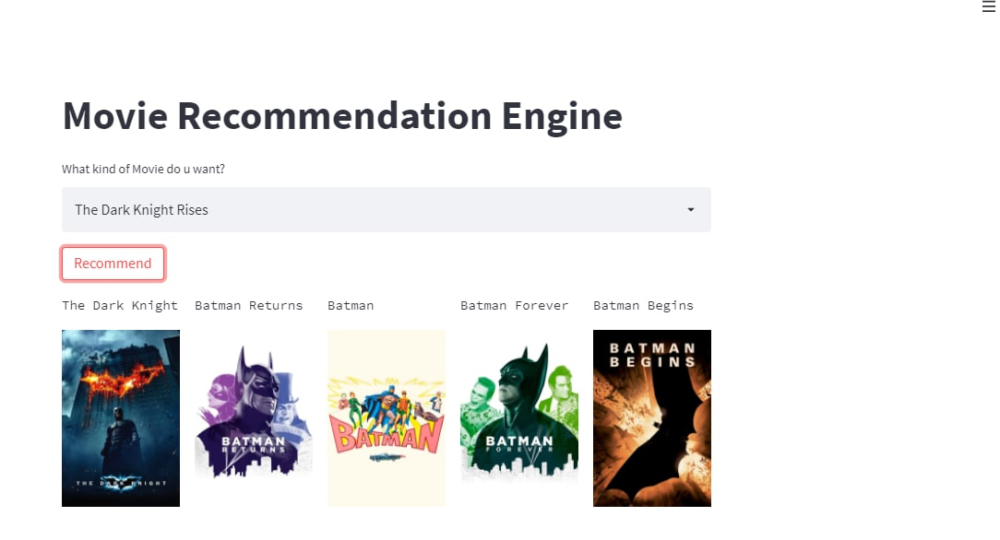 Movie Recommendation Engine
What kind of Movie do u want?
The Dark Knight Rises
Recommend
The Dark Knight
Batman Returns
Batman
Batman Forever
Batman Begins
THE DARK KNIGHT
BATMAN
RETURNS
BATMAN
BATMAN
FOREVER
BATMAN
BEGINS